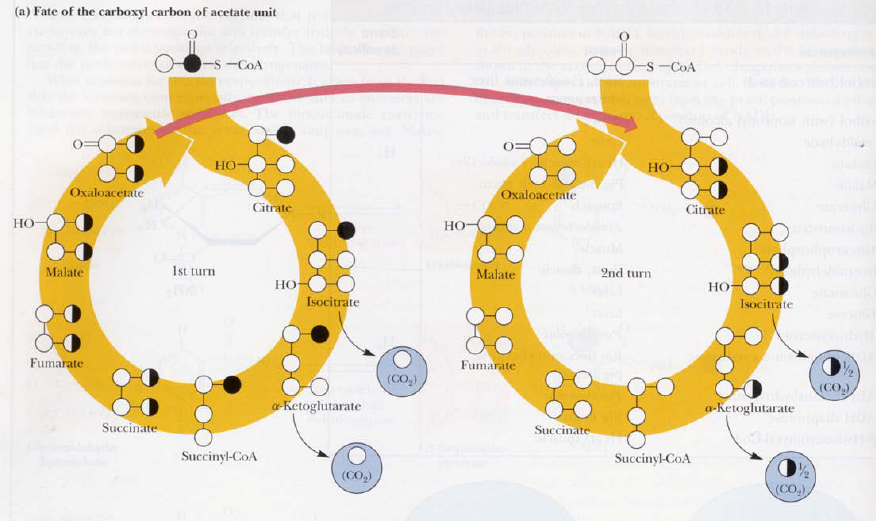 (a) Fate of the carboxyl carbon of acetate unit
O
S—CoA
O
Oxaloacetate
HO
Citrate
HO
Malate
1st turn
HO
Isocitrate
Fumarate
(CO₂)
Succinate
α-Ketoglutarate
Succinyl-CoA
(CO₂)
O
S—CoA
O
Oxaloacetate
HO
Citrate
HO
Malate
2nd turn
HO
Isocitrate
Fumarate
½
(CO₂)
Succinate
α-Ketoglutarate
Succinyl-CoA
½
(CO₂)